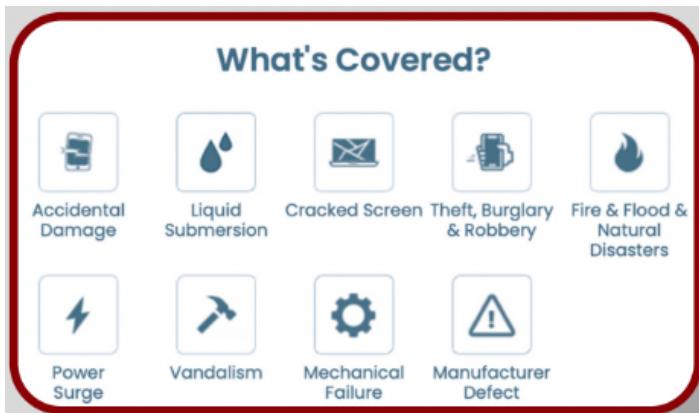 What's Covered?
Accidental
Damage
Liquid
Submersion
Cracked Screen
Theft, Burglary
& Robbery
Fire & Flood &
Natural
Disasters
Power
Surge
Vandalism
Mechanical
Failure
Manufacturer
Defect